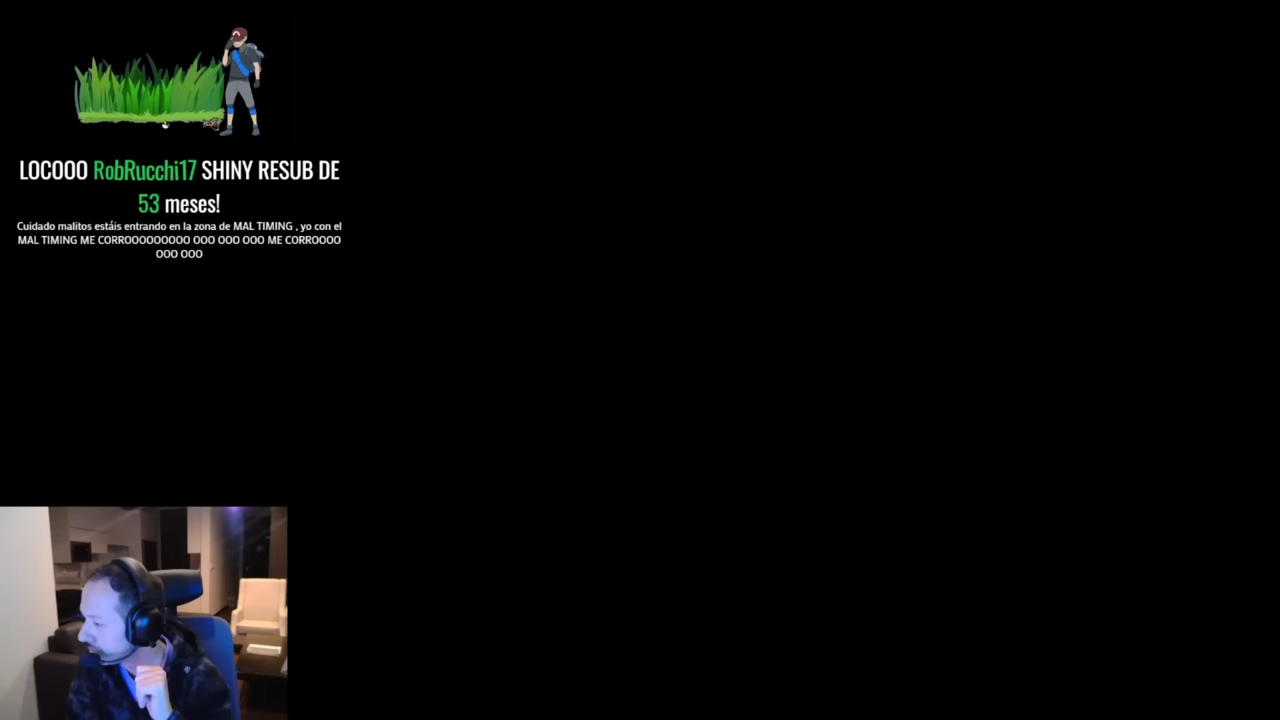 LOCOOO RobRucchi17 SHINY RESUB DE
53 meses!
Cuidado malitos estáis entrando en la zona de MAL TIMING , yo con el
MAL TIMING ME CORROOOOOOOOO OOO OOO OOO ME CORROOOO
OOO OOO